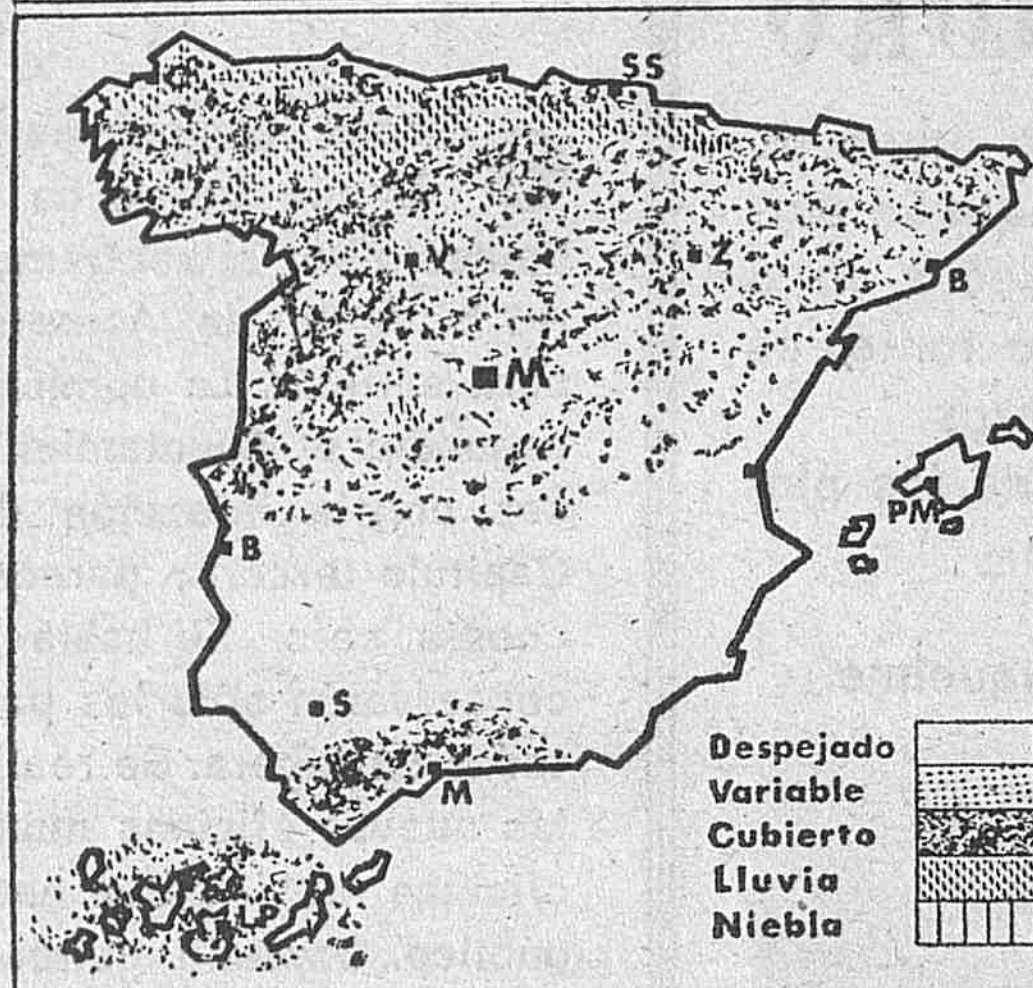 SS
C
G
V
Z
B
M
PM
B
S
M
LP
Despejado
Variable
Cubierto
Lluvia
Niebla